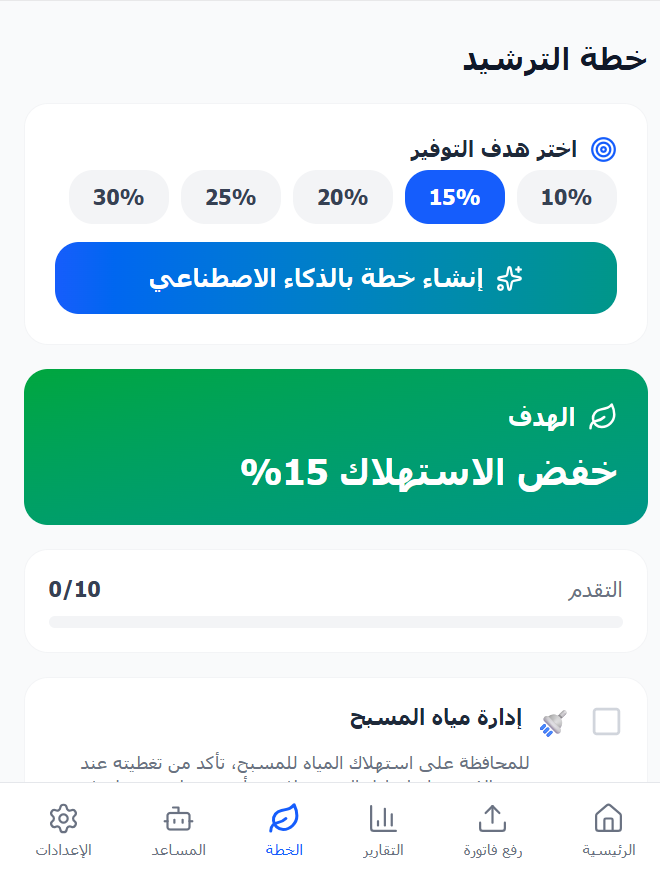 خطة الترشيد
اختر هدف التوفير
10% 15% 20% 25% 30%
إنشاء خطة بالذكاء الاصطناعي
الهدف
خفض الاستهلاك 15%
التقدم 0/10
إدارة مياه المسبح
للمحافظة على استهلاك المياه للمسبح، تأكد من تغطيته عند
الرئيسية رفع فاتورة التقارير الخطة المساعد الإعدادات